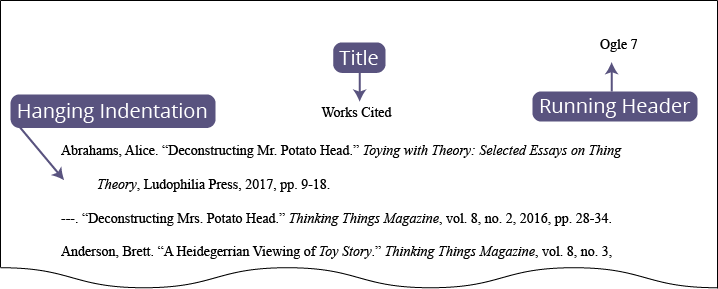 Ogle 7
Title
Running Header
Works Cited
Hanging Indentation
Abrahams, Alice. “Deconstructing Mr. Potato Head.” Toying with Theory: Selected Essays on Thing
Theory, Ludophilia Press, 2017, pp. 9-18.
---. “Deconstructing Mrs. Potato Head.” Thinking Things Magazine, vol. 8, no. 2, 2016, pp. 28-34.
Anderson, Brett. “A Heidegerrian Viewing of Toy Story.” Thinking Things Magazine, vol. 8, no. 3,